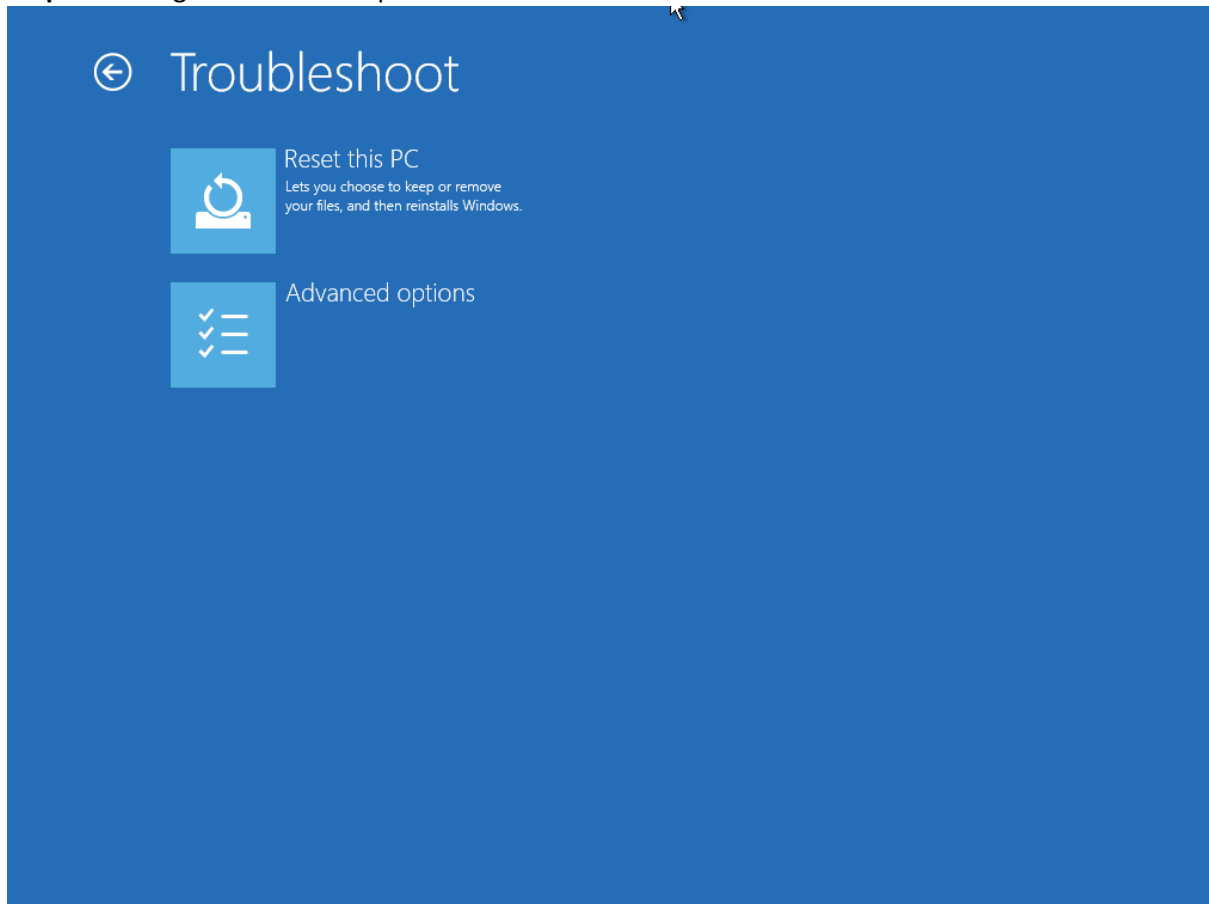 Troubleshoot
Reset this PC
Lets you choose to keep or remove
your files, and then reinstalls Windows.
Advanced options